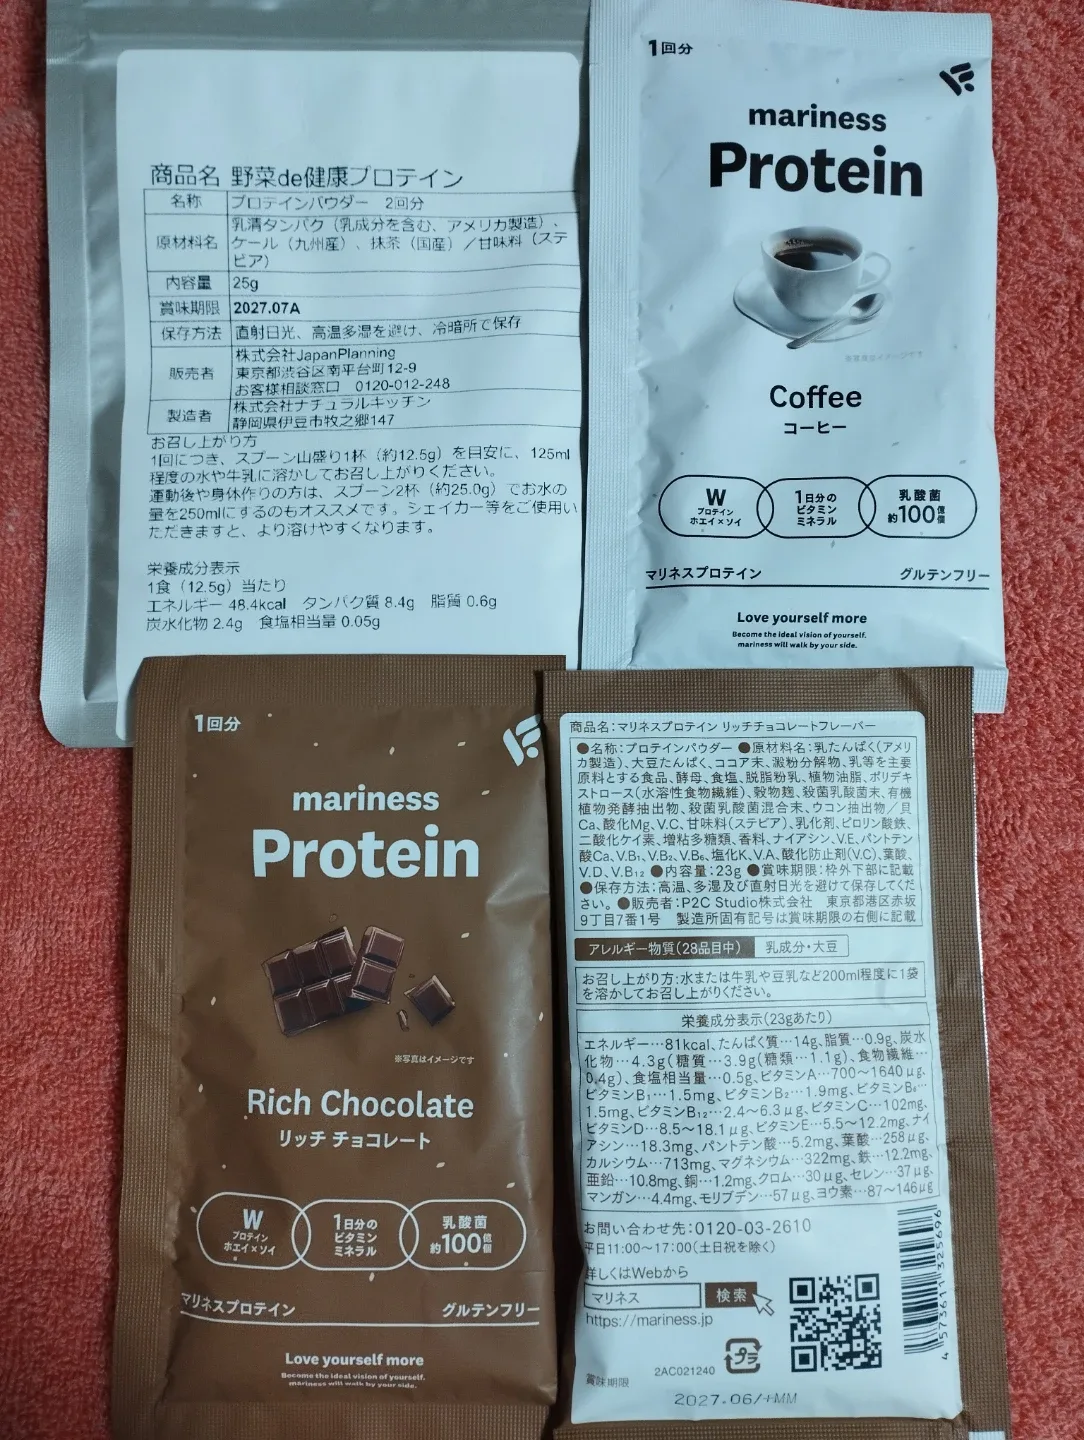 商品名 野菜de健康プロテイン
名称 プロテインパウダー 2回分
原材料名 乳清タンパク（乳成分を含む、アメリカ製造）、
ケール（九州産）、抹茶（国産）／甘味料（ステ
ビア）
内容量 25g
賞味期限 2027.07A
保存方法 直射日光、高温多湿を避け、冷暗所で保存
販売者 株式会社JapanPlanning
東京都渋谷区南平台町12-9
お客様相談窓口 0120-012-248
製造者 株式会社ナチュラルキッチン
静岡県伊豆市牧之郷147
お召し上がり方
1回につき、スプーン山盛り1杯（約12.5g）を目安に、125ml
程度の水や牛乳に溶かしてお召し上がりください。
運動後や身体作りの方は、スプーン2杯（約25.0g）でお水の
量を250mlにするのもオススメです。シェイカー等をご使用い
ただきますと、より溶けやすくなります。
栄養成分表示
1食（12.5g）当たり
エネルギー 48.4kcal タンパク質 8.4g 脂質 0.6g
炭水化物 2.4g 食塩相当量 0.05g
1回分
mariness
Protein
※写真はイメージです
Coffee
コーヒー
W
プロテイン
ホエイ×ソイ
1日分の
ビタミン
ミネラル
乳酸菌
約100億個
マリネスプロテイン グルテンフリー
Love yourself more
Become the ideal vision of yourself.
mariness will walk by your side.
1回分
mariness
Protein
※写真はイメージです
Rich Chocolate
リッチ チョコレート
W
プロテイン
ホエイ×ソイ
1日分の
ビタミン
ミネラル
乳酸菌
約100億個
マリネスプロテイン グルテンフリー
Love yourself more
Become the ideal vision of yourself.
mariness will walk by your side.
商品名：マリネスプロテイン リッチチョコレートフレーバー
●名称：プロテインパウダー ●原材料名：乳たんぱく（アメリ
カ製造）、大豆たんぱく、ココア末、澱粉分解物、乳等を主要
原料とする食品、酵母、食塩、脱脂粉乳、植物油脂、ポリデキ
ストロース（水溶性食物繊維）、穀物麹、殺菌乳酸菌末、有機
植物発酵抽出物、殺菌乳酸菌混合末、ウコン抽出物／貝
Ca、酸化Mg、V.C、甘味料（ステビア）、乳化剤、ピロリン酸鉄、
二酸化ケイ素、増粘多糖類、香料、ナイアシン、V.E、パントテン
酸Ca、V.B₁、V.B₂、V.B₆、塩化K、V.A、酸化防止剤（V.C）、葉酸、
V.D、V.B₁₂ ●内容量：23g ●賞味期限：枠外下部に記載
●保存方法：高温、多湿及び直射日光を避けて保存してくだ
さい。●販売者：P2C Studio株式会社 東京都港区赤坂
9丁目7番1号 製造所固有記号は賞味期限の右側に記載
アレルギー物質（28品目中） 乳成分・大豆
お召し上がり方：水または牛乳や豆乳など200ml程度に1袋
を溶かしてお召し上がりください。
栄養成分表示（23gあたり）
エネルギー…81kcal、たんぱく質…14g、脂質…0.9g、炭水
化物…4.3g（糖質…3.9g（糖類…1.1g）、食物繊維…
0.4g）、食塩相当量…0.5g、ビタミンA…700～1640μg、
ビタミンB₁…1.5mg、ビタミンB₂…1.9mg、ビタミンB₆…
1.5mg、ビタミンB₁₂…2.4～6.3μg、ビタミンC…102mg、
ビタミンD…8.5～18.1μg、ビタミンE…5.5～12.2mg、ナイ
アシン…18.3mg、パントテン酸…5.2mg、葉酸…258μg、
カルシウム…713mg、マグネシウム…322mg、鉄…12.2mg、
亜鉛…10.8mg、銅…1.2mg、クロム…30μg、セレン…37μg、
マンガン…4.4mg、モリブデン…57μg、ヨウ素…87～146μg
お問い合わせ先：0120-03-2610
平日11:00～17:00（土日祝を除く）
詳しくはWebから
マリネス 検索
https://mariness.jp
プラ
2AC021240
賞味期限
2027.06/+MM
4 573611 325696